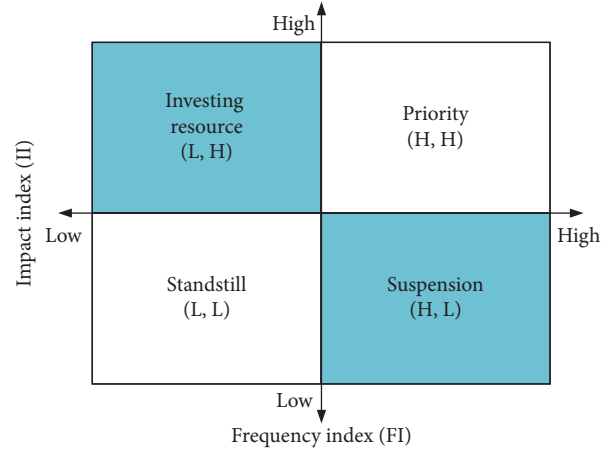 High
Investing
resource
(L, H)
Priority
(H, H)
Impact index (II)
Low
High
Standstill
(L, L)
Suspension
(H, L)
Low
Frequency index (FI)